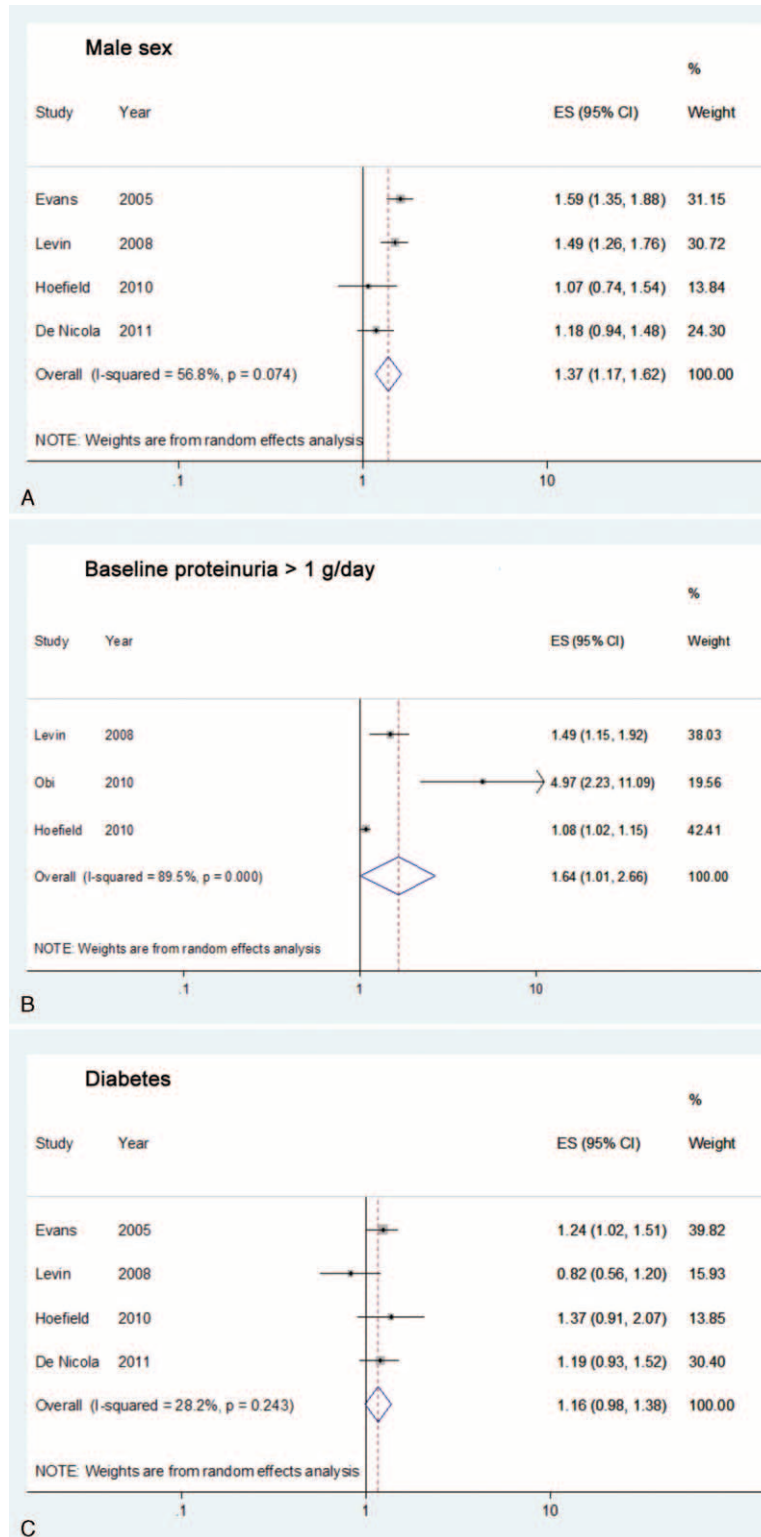 Male sex
%
Study Year ES (95% CI) Weight
Evans 2005 1.59 (1.35, 1.88) 31.15
Levin 2008 1.49 (1.26, 1.76) 30.72
Hoefield 2010 1.07 (0.74, 1.54) 13.84
De Nicola 2011 1.18 (0.94, 1.48) 24.30
Overall (I-squared = 56.8%, p = 0.074) 1.37 (1.17, 1.62) 100.00
NOTE: Weights are from random effects analysis
.1 1 10
A
Baseline proteinuria > 1 g/day
%
Study Year ES (95% CI) Weight
Levin 2008 1.49 (1.15, 1.92) 38.03
Obi 2010 4.97 (2.23, 11.09) 19.56
Hoefield 2010 1.08 (1.02, 1.15) 42.41
Overall (I-squared = 89.5%, p = 0.000) 1.64 (1.01, 2.66) 100.00
NOTE: Weights are from random effects analysis
.1 1 10
B
Diabetes
%
Study Year ES (95% CI) Weight
Evans 2005 1.24 (1.02, 1.51) 39.82
Levin 2008 0.82 (0.56, 1.20) 15.93
Hoefield 2010 1.37 (0.91, 2.07) 13.85
De Nicola 2011 1.19 (0.93, 1.52) 30.40
Overall (I-squared = 28.2%, p = 0.243) 1.16 (0.98, 1.38) 100.00
NOTE: Weights are from random effects analysis
.1 1 10
C